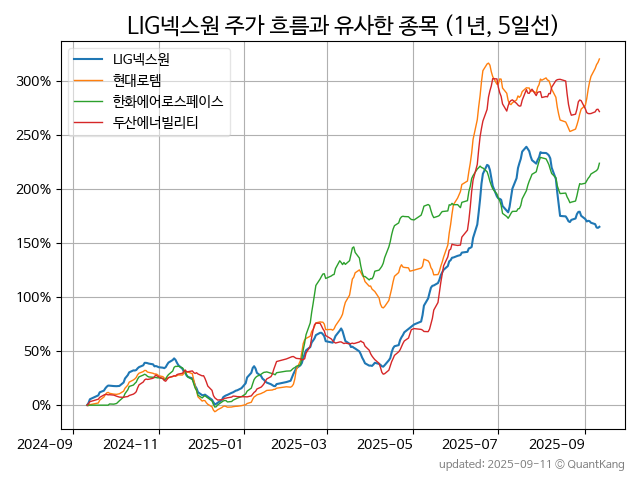 LIG넥스원 주가 흐름과 유사한 종목 (1년, 5일선)
LIG넥스원
현대로템
한화에어로스페이스
두산에너빌리티
300%
250%
200%
150%
100%
50%
0%
2024-09 2024-11 2025-01 2025-03 2025-05 2025-07 2025-09
updated: 2025-09-11 © QuantKang